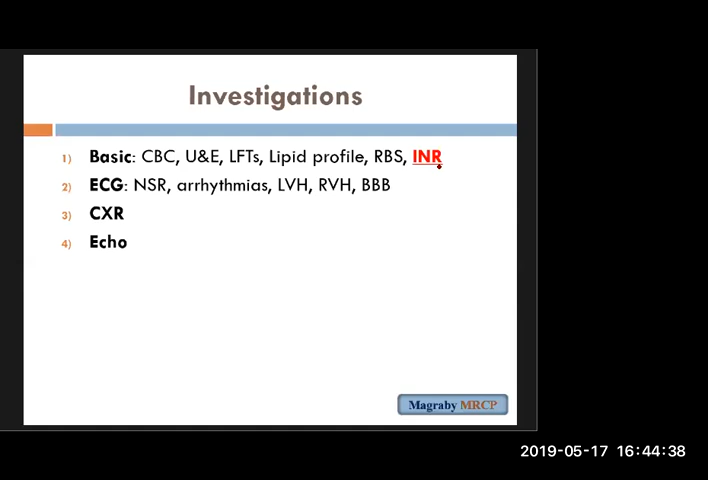 Investigations
1) Basic: CBC, U&E, LFTs, Lipid profile, RBS, INR
2) ECG: NSR, arrhythmias, LVH, RVH, BBB
3) CXR
4) Echo
Magraby MRCP
2019-05-17 16:44:38